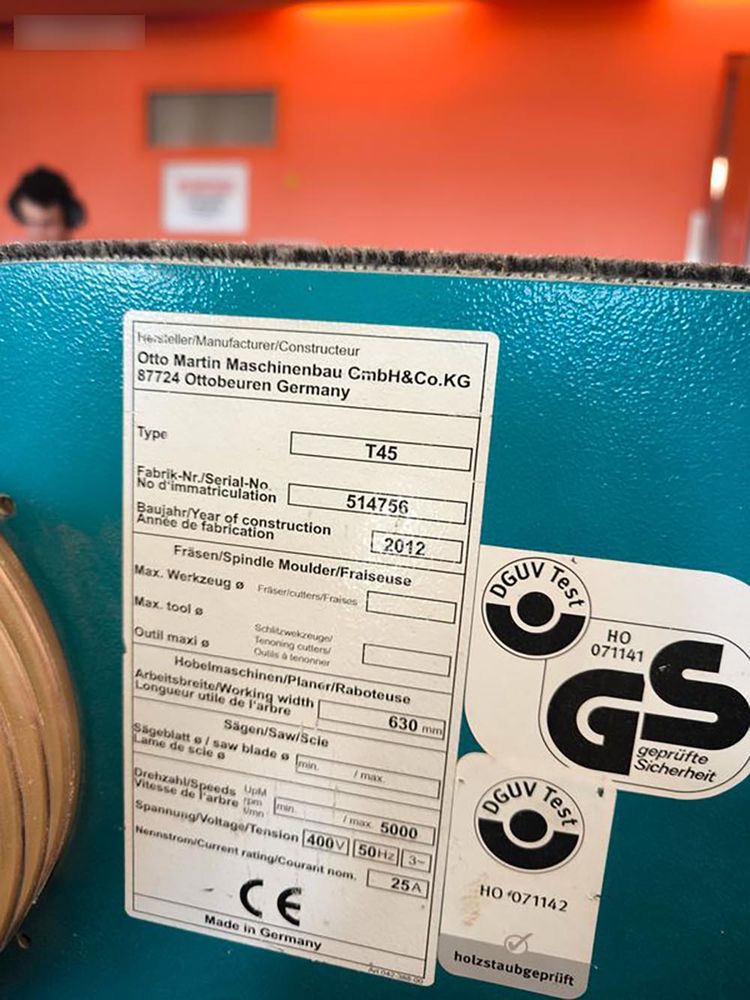 Hersteller/Manufacturer/Constructeur
Otto Martin Maschinenbau GmbH&Co.KG
87724 Ottobeuren Germany
Type
T45
Fabrik-Nr./Serial-No.
No d'immatriculation
514756
Baujahr/Year of construction
Année de fabrication
2012
Fräsen/Spindle Moulder/Fraiseuse
Max. Werkzeug ø
Fräser/cutters/Fraises
Max. tool ø
Outil maxi ø
Schlitzwekzeuge/
Tenoning cutters/
Outils à tenonner
Hobelmaschinen/Planer/Raboteuse
Arbeitsbreite/Working width
Longueur utile de l'arbre
630 mm
Sägen/Saw/Scie
Sägeblatt ø / saw blade ø
Lame de scie ø
min.
/ max.
Drehzahl/Speeds
Vitesse de l'arbre
UpM
rpm
t/mn
min.
/ max. 5000
Spannung/Voltage/Tension
400V
50Hz
3~
Nennstrom/Current rating/Courant nom.
25A
CE
Made in Germany
DGUV Test
HO
071141
GS
geprüfte
Sicherheit
DGUV Test
HO 071142
holzstaubgeprüft